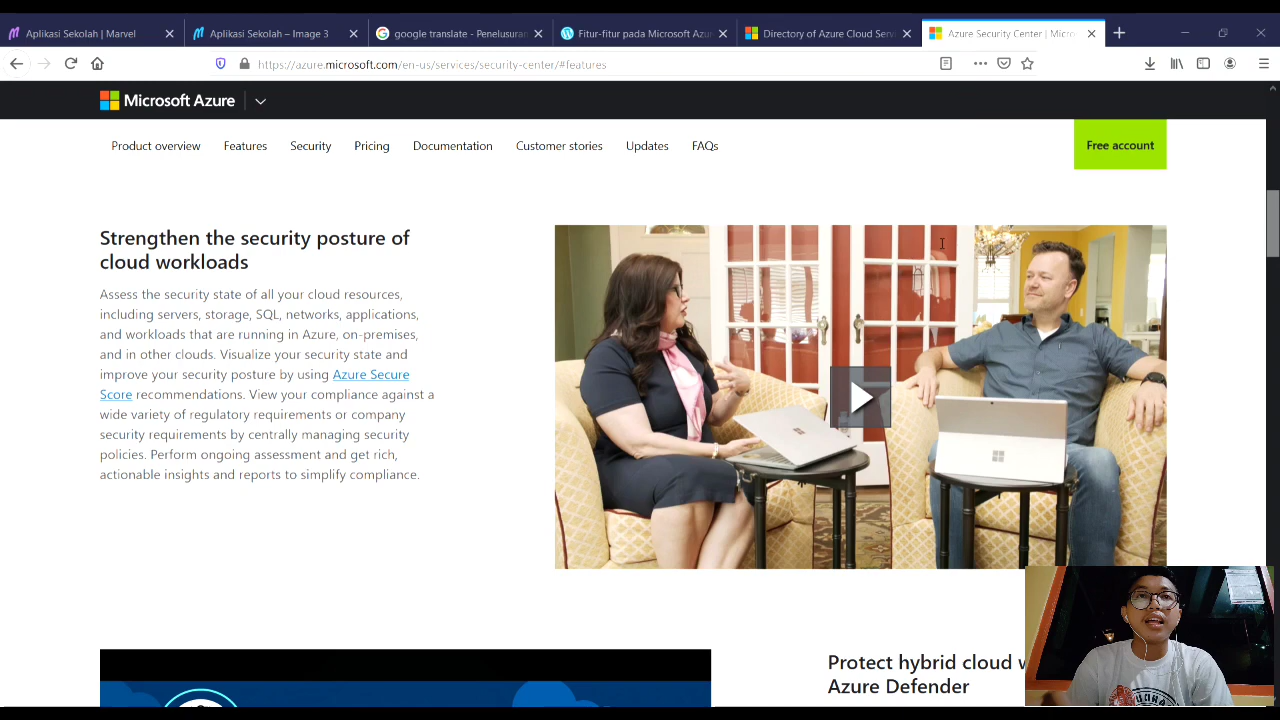 Aplikasi Sekolah | Marvel
Aplikasi Sekolah – Image 3
google translate - Penelusuran
Fitur-fitur pada Microsoft Azu
Directory of Azure Cloud Serv
Azure Security Center | Micro
https://azure.microsoft.com/en-us/services/security-center/#features
Microsoft Azure
Product overview
Features
Security
Pricing
Documentation
Customer stories
Updates
FAQs
Free account
Strengthen the security posture of
cloud workloads
Assess the security state of all your cloud resources,
including servers, storage, SQL, networks, applications,
and workloads that are running in Azure, on-premises,
and in other clouds. Visualize your security state and
improve your security posture by using Azure Secure
Score recommendations. View your compliance against a
wide variety of regulatory requirements or company
security requirements by centrally managing security
policies. Perform ongoing assessment and get rich,
actionable insights and reports to simplify compliance.
Protect hybrid cloud
Azure Defender